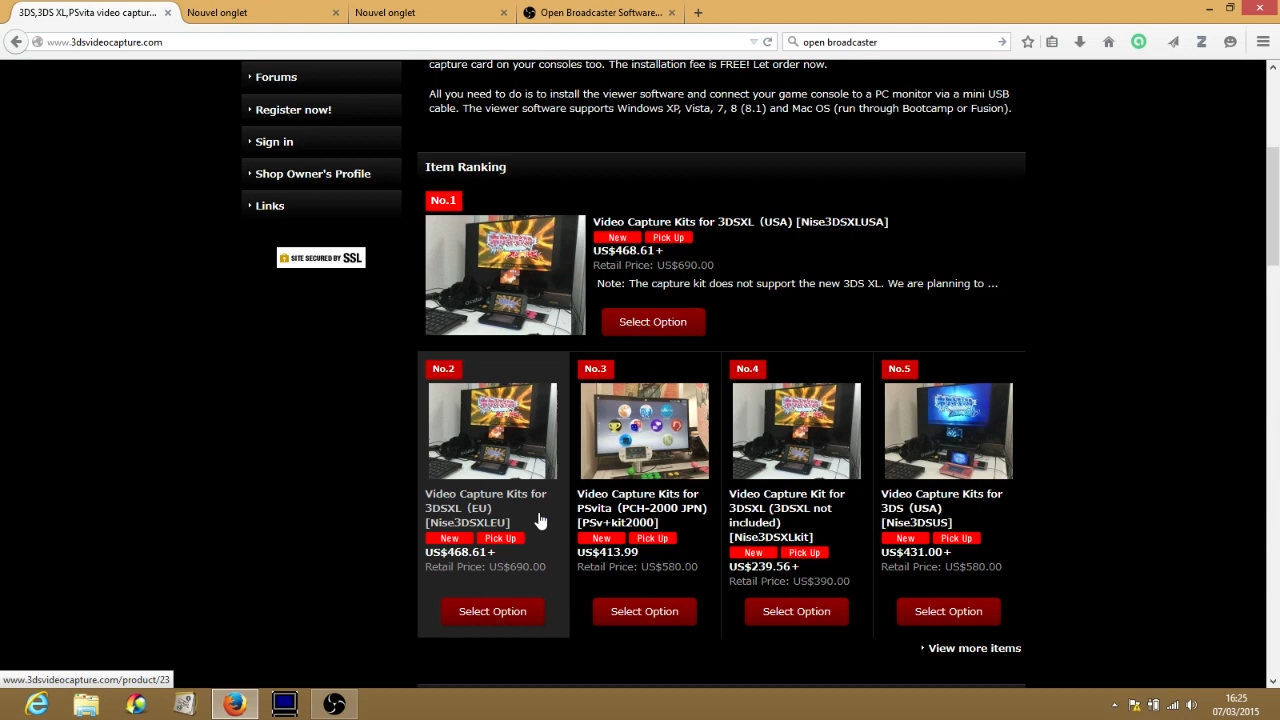 3DS,3DS XL,PSvita video captur...
Nouvel onglet
Nouvel onglet
Open Broadcaster Software...
www.3dsvideocapture.com
open broadcaster
Forums
Register now!
Sign in
Shop Owner's Profile
Links
SITE SECURED BY SSL
capture card on your consoles too. The installation fee is FREE! Let order now.
All you need to do is to install the viewer software and connect your game console to a PC monitor via a mini USB
cable. The viewer software supports Windows XP, Vista, 7, 8 (8.1) and Mac OS (run through Bootcamp or Fusion).
Item Ranking
No.1
Video Capture Kits for 3DSXL (USA) [Nise3DSXLUSA]
New Pick Up
US$468.61+
Retail Price: US$690.00
Note: The capture kit does not support the new 3DS XL. We are planning to ...
Select Option
No.2
Video Capture Kits for
3DSXL (EU)
[Nise3DSXLEU]
New Pick Up
US$468.61+
Retail Price: US$690.00
Select Option
No.3
Video Capture Kits for
PSvita (PCH-2000 JPN)
[PSv+kit2000]
New Pick Up
US$413.99
Retail Price: US$580.00
Select Option
No.4
Video Capture Kit for
3DSXL (3DSXL not
included)
[Nise3DSXLkit]
New Pick Up
US$239.56+
Retail Price: US$390.00
Select Option
No.5
Video Capture Kits for
3DS (USA)
[Nise3DSUS]
New Pick Up
US$431.00+
Retail Price: US$580.00
Select Option
View more items
www.3dsvideocapture.com/product/23
16:25
07/03/2015